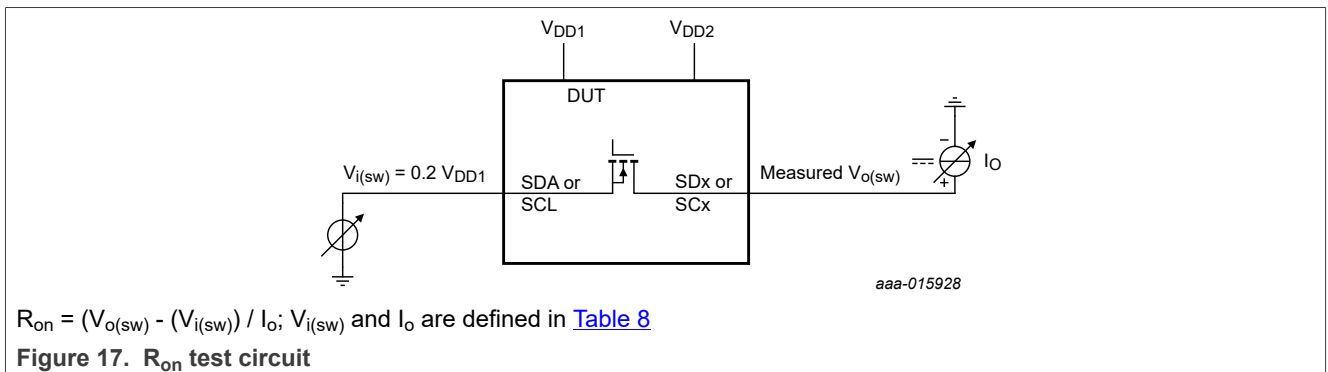 VDD1 VDD2
DUT
Vi(sw) = 0.2 VDD1
SDA or
SCL
SDx or
SCx
Measured Vo(sw)
−
+
IO
aaa-015928
Ron = (Vo(sw) - (Vi(sw)) / Io; Vi(sw) and Io are defined in Table 8
Figure 17. Ron test circuit